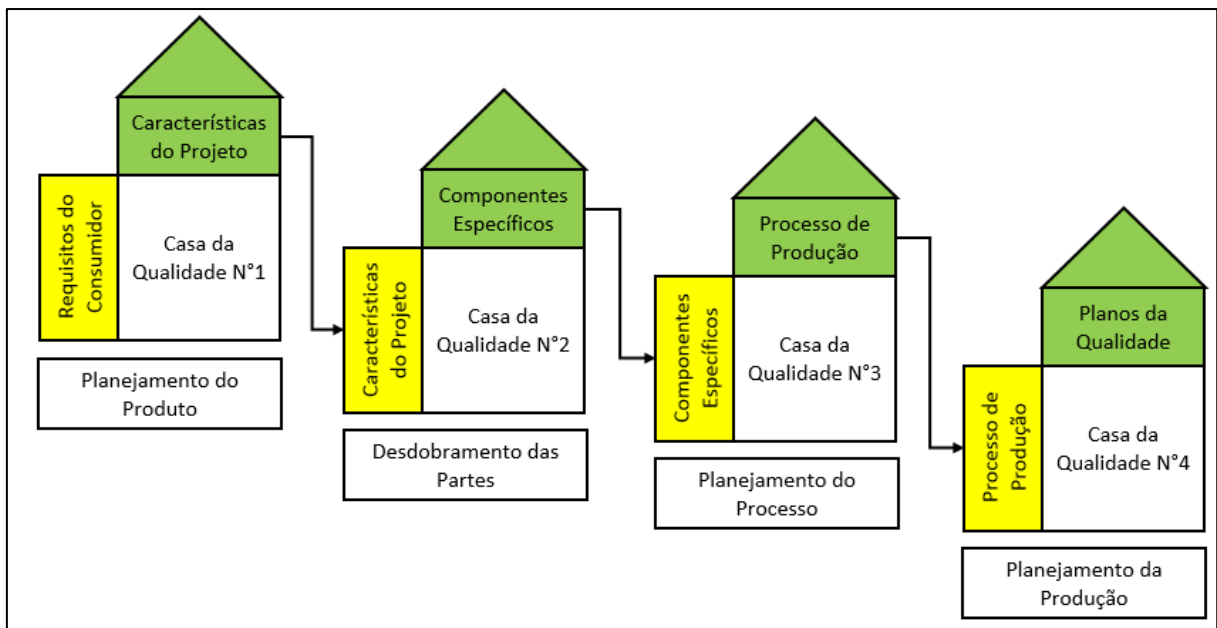 Características
do Projeto
Requisitos do
Consumidor
Casa da
Qualidade N°1
Planejamento do
Produto
Componentes
Específicos
Características
do Projeto
Casa da
Qualidade N°2
Desdobramento das
Partes
Processo de
Produção
Componentes
Específicos
Casa da
Qualidade N°3
Planejamento do
Processo
Planos da
Qualidade
Processo de
Produção
Casa da
Qualidade N°4
Planejamento da
Produção